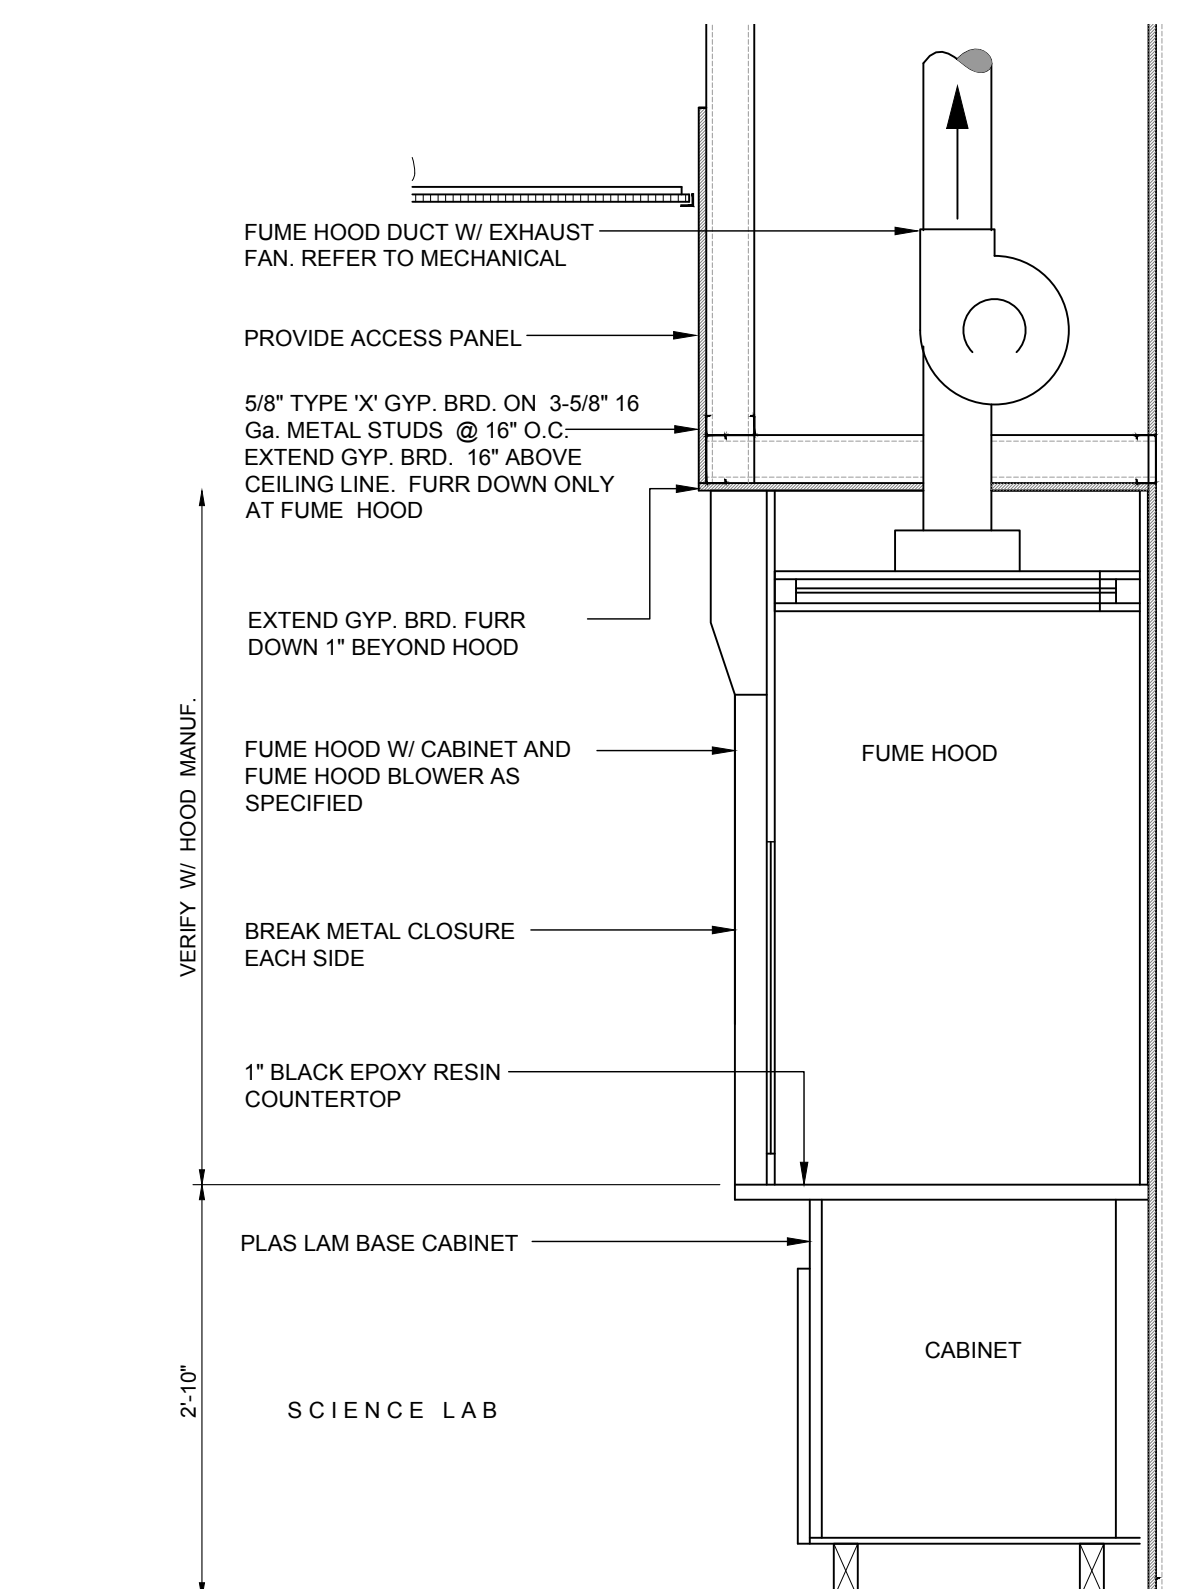 FUME HOOD DUCT W/ EXHAUST
FAN. REFER TO MECHANICAL
PROVIDE ACCESS PANEL
5/8" TYPE 'X' GYP. BRD. ON 3-5/8" 16
Ga. METAL STUDS @ 16" O.C.
EXTEND GYP. BRD. 16" ABOVE
CEILING LINE. FURR DOWN ONLY
AT FUME HOOD
EXTEND GYP. BRD. FURR
DOWN 1" BEYOND HOOD
VERIFY W/ HOOD MANUF.
FUME HOOD W/ CABINET AND
FUME HOOD BLOWER AS
SPECIFIED
FUME HOOD
BREAK METAL CLOSURE
EACH SIDE
1" BLACK EPOXY RESIN
COUNTERTOP
PLAS LAM BASE CABINET
CABINET
2'-10"
SCIENCE LAB